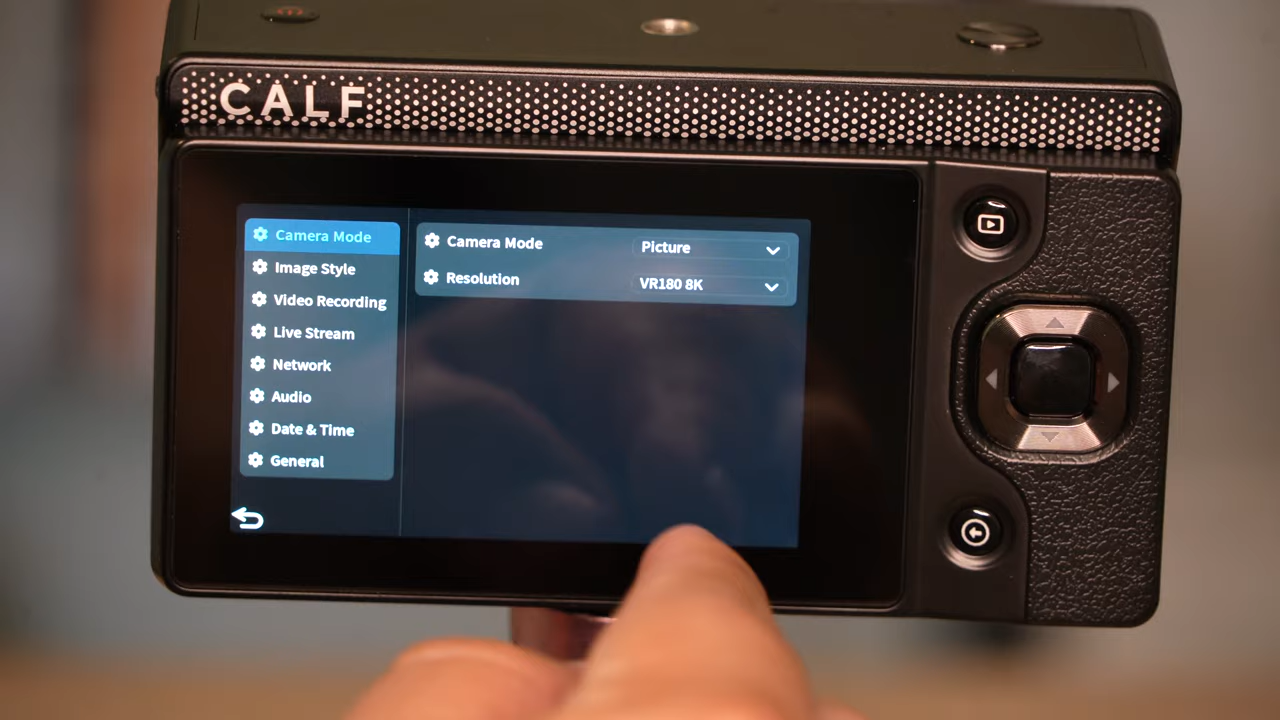 CALF
Camera Mode
Image Style
Video Recording
Live Stream
Network
Audio
Date & Time
General
Camera Mode Picture
Resolution VR180 8K